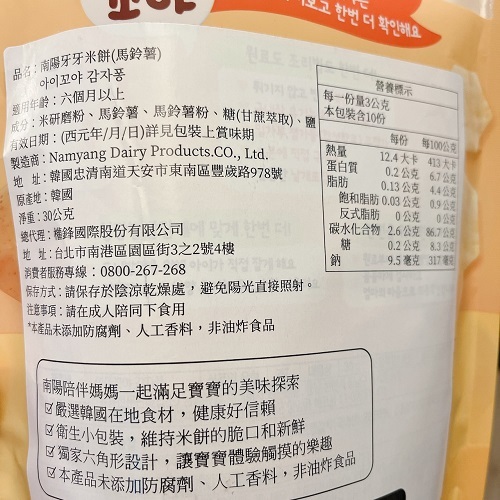 꼬야
보고 한번 더 확인해요
品名：南陽牙牙米餅(馬鈴薯)
아이꼬야 감자퐁
適用年齡：六個月以上
成分：米研磨粉、馬鈴薯、馬鈴薯粉、糖(甘蔗萃取)、鹽
有效日期：(西元年/月/日)詳見包裝上賞味期
製造商：Namyang Dairy Products.CO., Ltd.
地 址：韓國忠清南道天安市東南區豐歲路978號
原產地：韓國
淨重：30公克
總代理：樵鋒國際股份有限公司
地 址：台北市南港區園區街3之2號4樓
消費者服務專線：0800-267-268
保存方式：請保存於陰涼乾燥處，避免陽光直接照射。
注意事項：請在成人陪同下食用
*本產品未添加防腐劑、人工香料，非油炸食品
營養標示
每一份量3公克
本包裝含10份
每份 每100公克
熱量 12.4 大卡 413 大卡
蛋白質 0.2 公克 6.7 公克
脂肪 0.13 公克 4.4 公克
飽和脂肪 0.03 公克 0.9 公克
反式脂肪 0 公克 0 公克
碳水化合物 2.6 公克 86.7 公克
糖 0.2 公克 8.3 公克
鈉 9.5 毫克 317 毫克
南陽陪伴媽媽一起滿足寶寶的美味探索
☑嚴選韓國在地食材，健康好信賴
☑衛生小包裝，維持米餅的脆口和新鮮
☑獨家六角形設計，讓寶寶體驗觸摸的樂趣
☑本產品未添加防腐劑、人工香料，非油炸食品